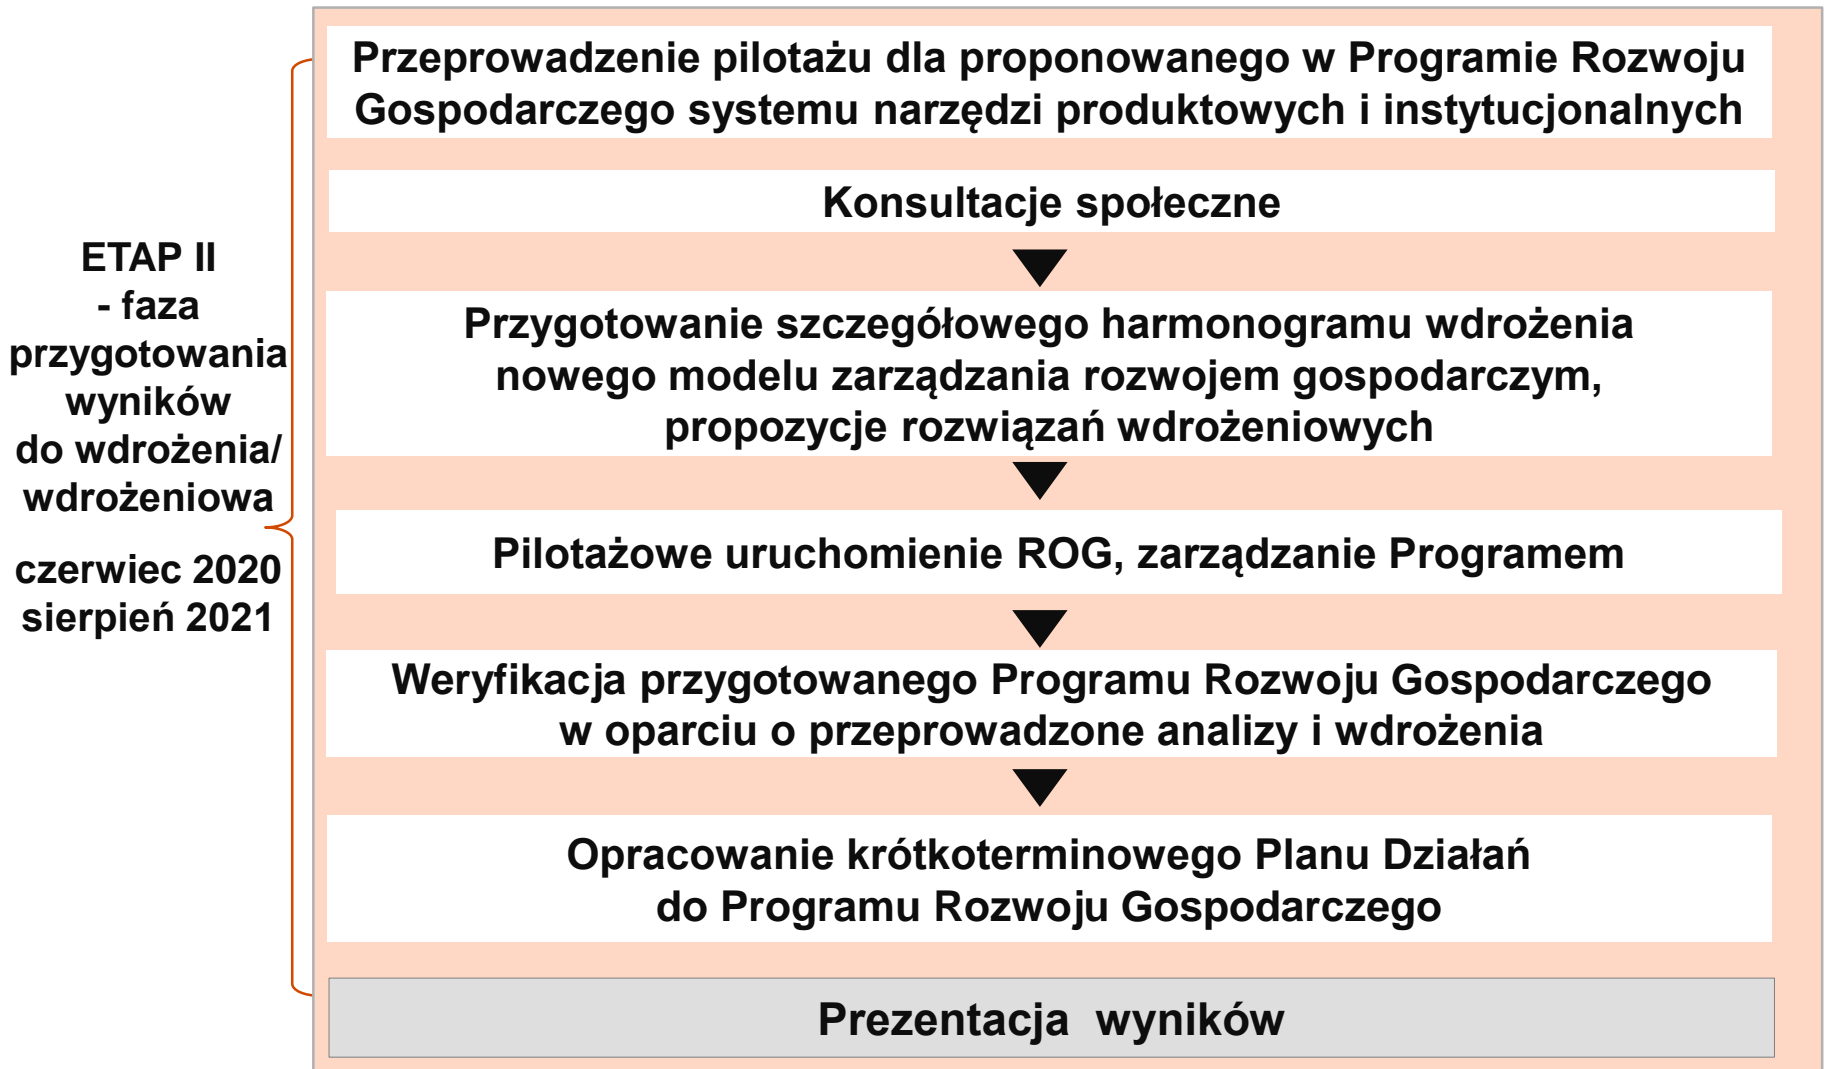 Przeprowadzenie pilotażu dla proponowanego w Programie Rozwoju
Gospodarczego systemu narzędzi produktowych i instytucjonalnych
Konsultacje społeczne
ETAP II
- faza
przygotowania
wyników
do wdrożenia/
wdrożeniowa
czerwiec 2020
sierpień 2021
Przygotowanie szczegółowego harmonogramu wdrożenia
nowego modelu zarządzania rozwojem gospodarczym,
propozycje rozwiązań wdrożeniowych
Pilotażowe uruchomienie ROG, zarządzanie Programem
Weryfikacja przygotowanego Programu Rozwoju Gospodarczego
w oparciu o przeprowadzone analizy i wdrożenia
Opracowanie krótkoterminowego Planu Działań
do Programu Rozwoju Gospodarczego
Prezentacja wyników